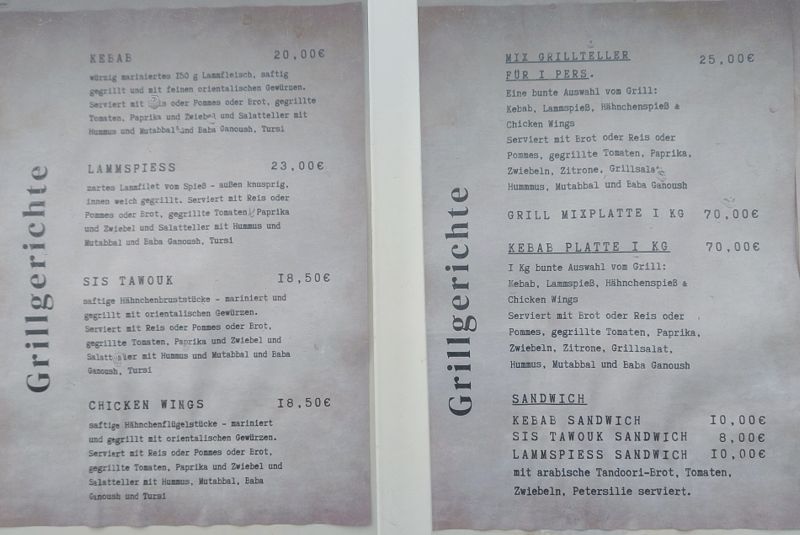 Grillgerichte
KEBAB 20,00€
würzig mariniertes 150 g Lammfleisch, saftig
gegrillt und mit feinen orientalischen Gewürzen.
Serviert mit Reis oder Pommes oder Brot, gegrillte
Tomaten, Paprika und Zwiebel und Salatteller mit
Hummus und Mutabbal und Baba Ganoush, Tursi
LAMMSPIESS 23,00€
zartes Lammfilet vom Spieß - außen knusprig,
innen weich gegrillt. Serviert mit Reis oder
Pommes oder Brot, gegrillte Tomaten, Paprika
und Zwiebel und Salatteller mit Hummus und
Mutabbal und Baba Ganoush, Tursi
SIS TAWOUK 18,50€
saftige Hähnchenbruststücke - mariniert und
gegrillt mit orientalischen Gewürzen.
Serviert mit Reis oder Pommes oder Brot,
gegrillte Tomaten, Paprika und Zwiebel und
Salatteller mit Hummus und Mutabbal und Baba
Ganoush, Tursi
CHICKEN WINGS 18,50€
saftige Hähnchenflügelstücke - mariniert
und gegrillt mit orientalischen Gewürzen.
Serviert mit Reis oder Pommes oder Brot,
gegrillte Tomaten, Paprika und Zwiebel und
Salatteller mit Hummus, Mutabbal, Baba
Ganoush und Tursi
Grillgerichte
MIX GRILLTELLER 25,00€
FÜR 1 PERS.
Eine bunte Auswahl vom Grill:
Kebab, Lammspieß, Hähnchenspieß &
Chicken Wings
Serviert mit Brot oder Reis oder
Pommes, gegrillte Tomaten, Paprika,
Zwiebeln, Zitrone, Grillsalat,
Hummmus, Mutabbal und Baba Ganoush
GRILL MIXPLATTE 1 KG 70,00€
KEBAB PLATTE 1 KG 70,00€
1 Kg bunte Auswahl vom Grill:
Kebab, Lammspieß, Hähnchenspieß &
Chicken Wings
Serviert mit Brot oder Reis oder
Pommes, gegrillte Tomaten, Paprika,
Zwiebeln, Zitrone, Grillsalat,
Hummus, Mutabbal und Baba Ganoush
SANDWICH
KEBAB SANDWICH 10,00€
SIS TAWOUK SANDWICH 8,00€
LAMMSPIESS SANDWICH 10,00€
mit arabische Tandoori-Brot, Tomaten,
Zwiebeln, Petersilie serviert.